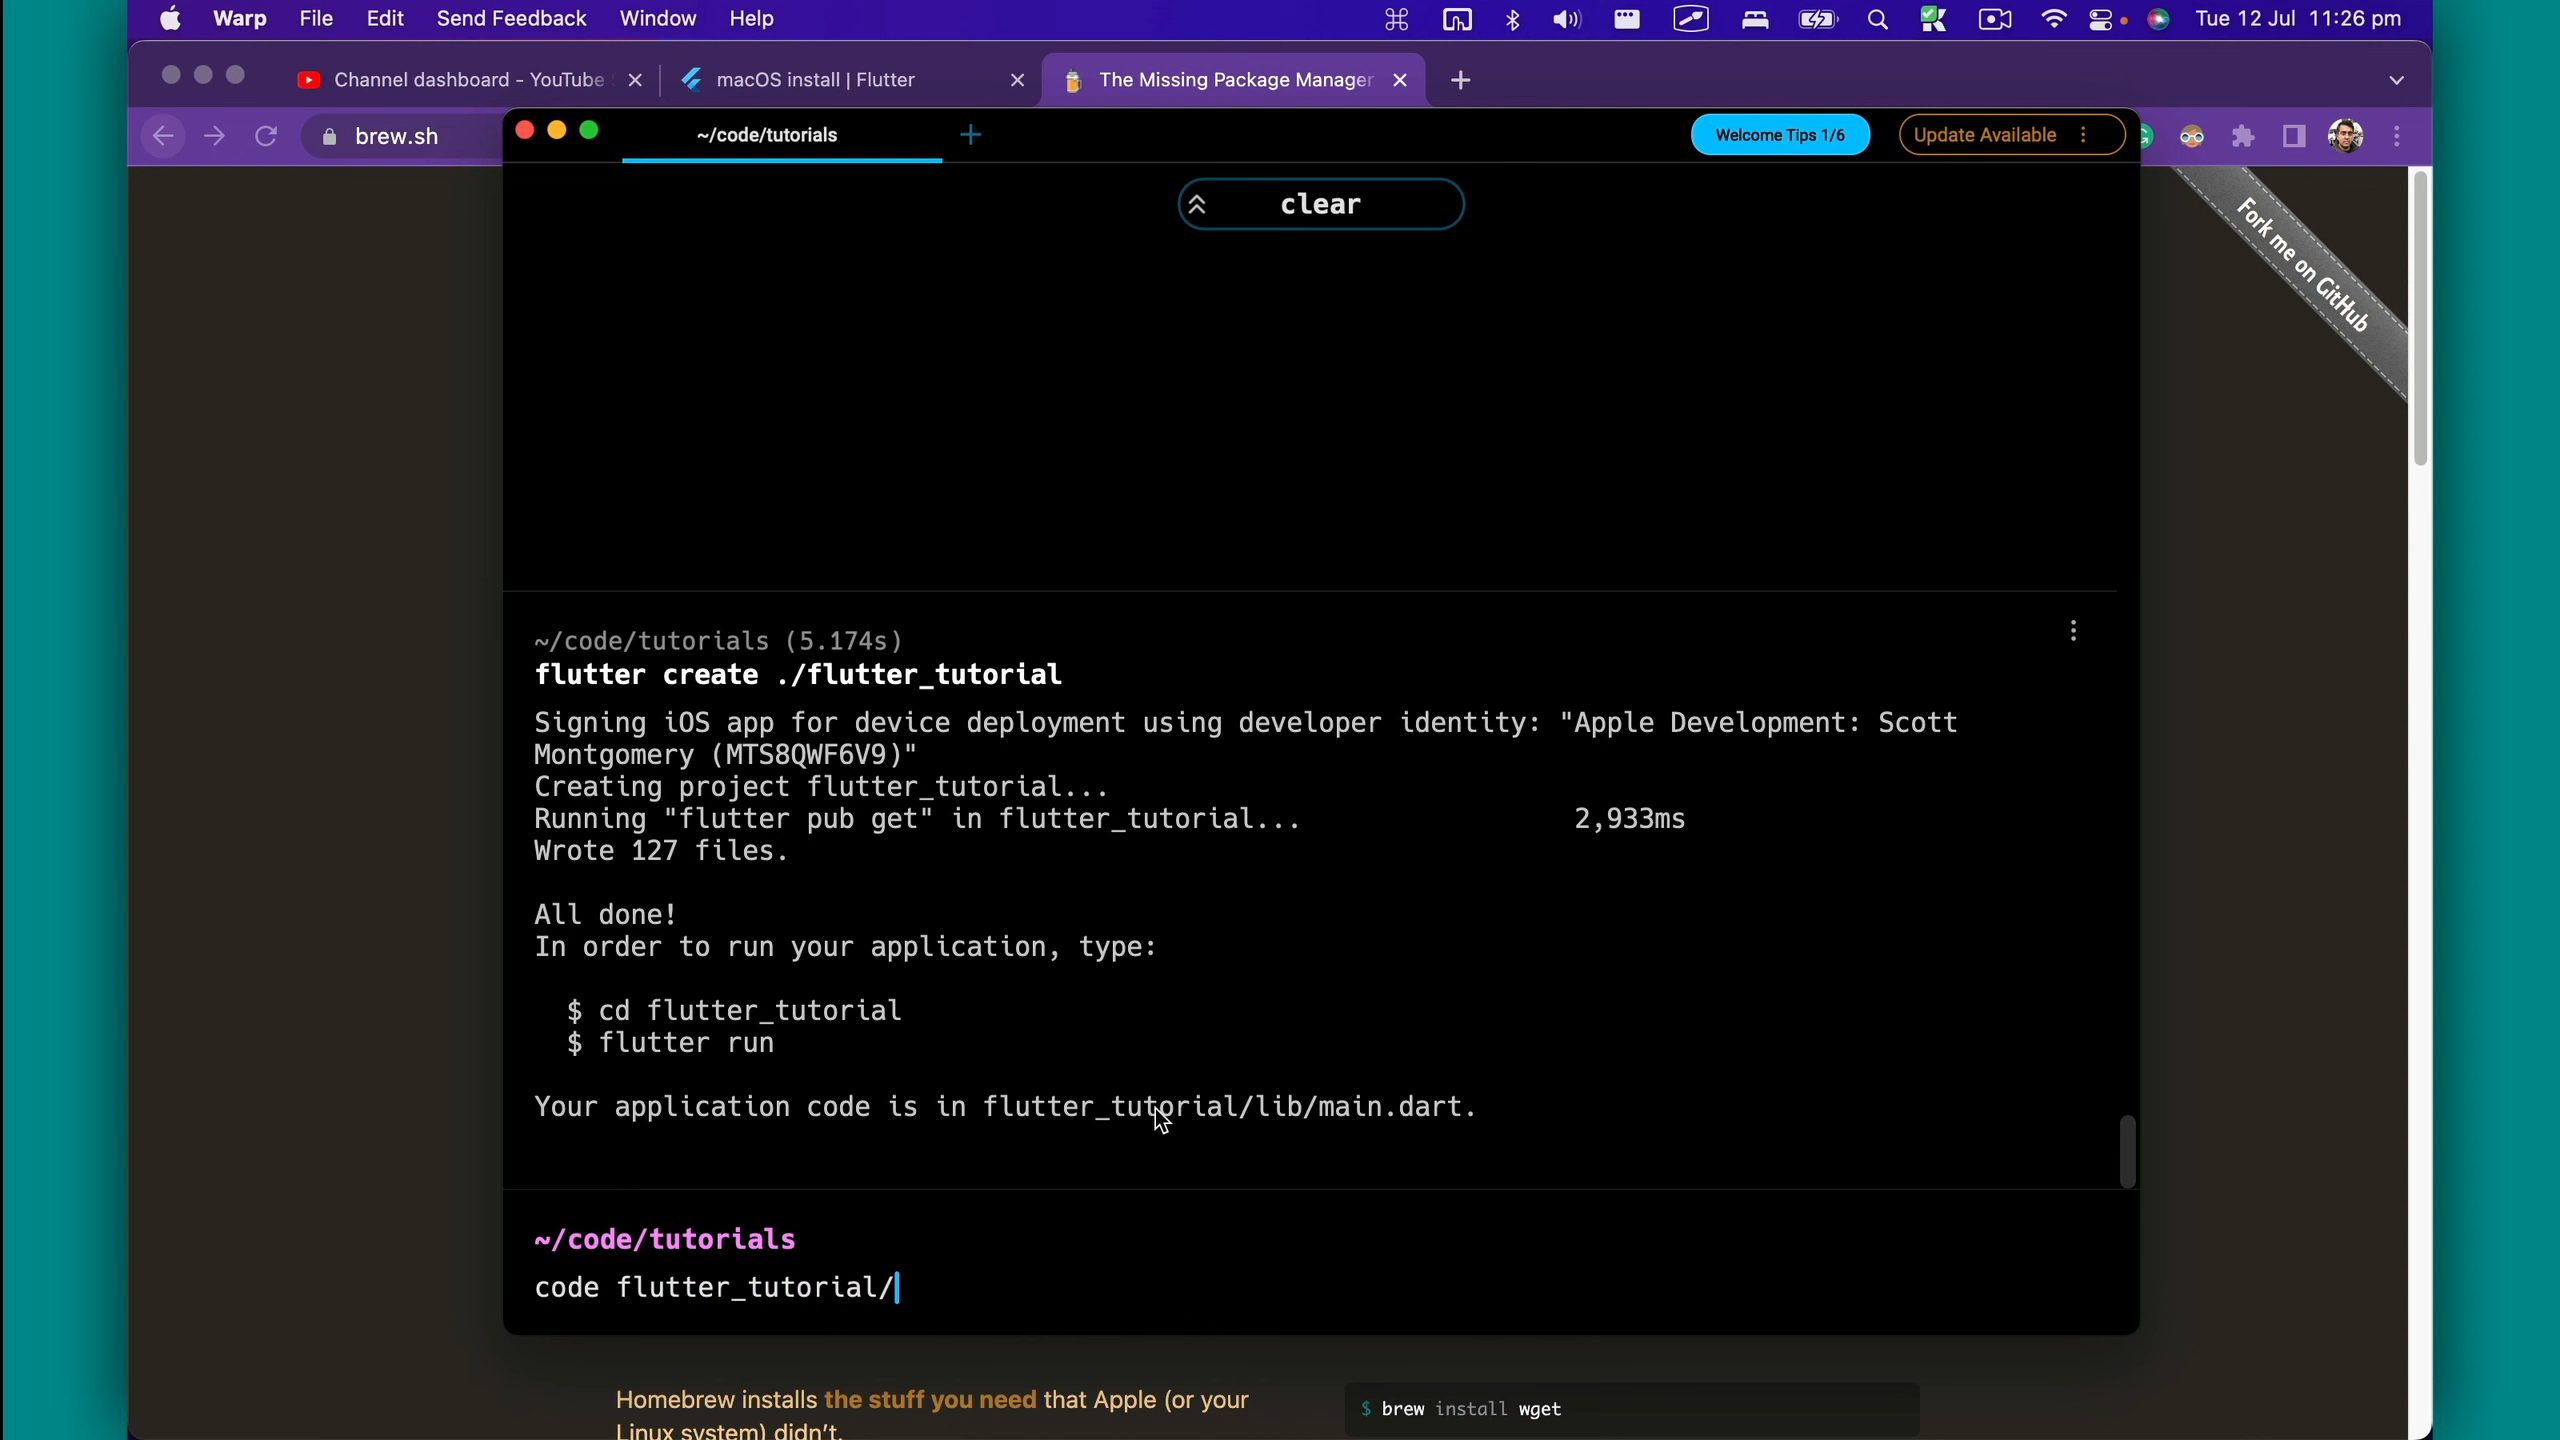 Warp File Edit Send Feedback Window Help Tue 12 Jul 11:26 pm
Channel dashboard - YouTube
macOS install | Flutter
The Missing Package Manager
brew.sh
~/code/tutorials
Welcome Tips 1/6
Update Available
clear
Fork me on GitHub
~/code/tutorials (5.174s)
flutter create ./flutter_tutorial
Signing iOS app for device deployment using developer identity: "Apple Development: Scott
Montgomery (MTS8QWF6V9)"
Creating project flutter_tutorial...
Running "flutter pub get" in flutter_tutorial... 2,933ms
Wrote 127 files.
All done!
In order to run your application, type:
$ cd flutter_tutorial
$ flutter run
Your application code is in flutter_tutorial/lib/main.dart.
~/code/tutorials
code flutter_tutorial/
Homebrew installs the stuff you need that Apple (or your
Linux system) didn't.
$ brew install wget